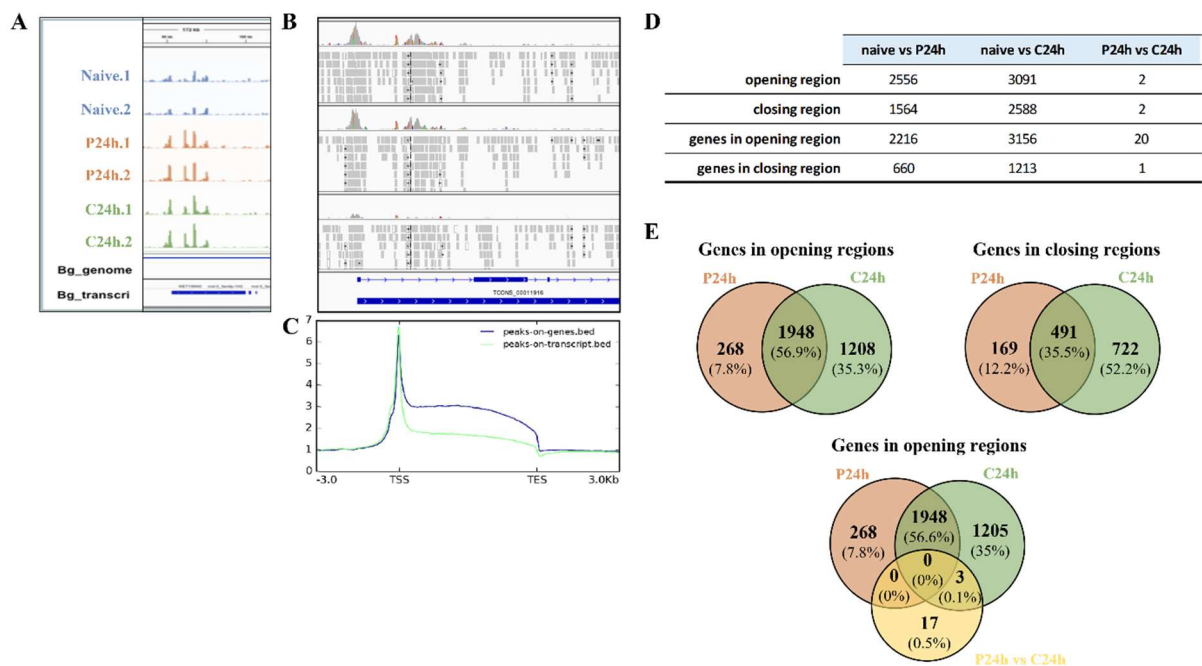 A
Naive.1
Naive.2
P24h.1
P24h.2
C24h.1
C24h.2
Bg_genome
Bg_transcri
B
TCONS_00011916
C
7
6
5
4
3
2
1
0
peaks-on-genes.bed
peaks-on-transcript.bed
-3.0
TSS
TES
3.0Kb
D
naive vs P24h naive vs C24h P24h vs C24h
opening region 2556 3091 2
closing region 1564 2588 2
genes in opening region 2216 3156 20
genes in closing region 660 1213 1
E
Genes in opening regions
P24h
C24h
268
(7.8%)
1948
(56.9%)
1208
(35.3%)
Genes in closing regions
P24h
C24h
169
(12.2%)
491
(35.5%)
722
(52.2%)
Genes in opening regions
P24h
C24h
268
(7.8%)
1948
(56.6%)
1205
(35%)
0
(0%)
0
(0%)
3
(0.1%)
17
(0.5%)
P24h vs C24h